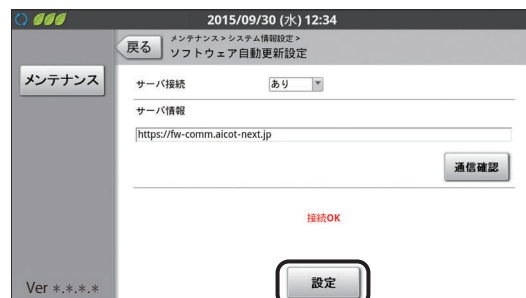 2015/09/30 (水) 12:34
戻る
メンテナンス > システム情報設定 >
ソフトウェア自動更新設定
メンテナンス
サーバ接続
あり
サーバ情報
https://fw-comm.aicot-next.jp
通信確認
接続OK
設定
Ver *.*.*.*